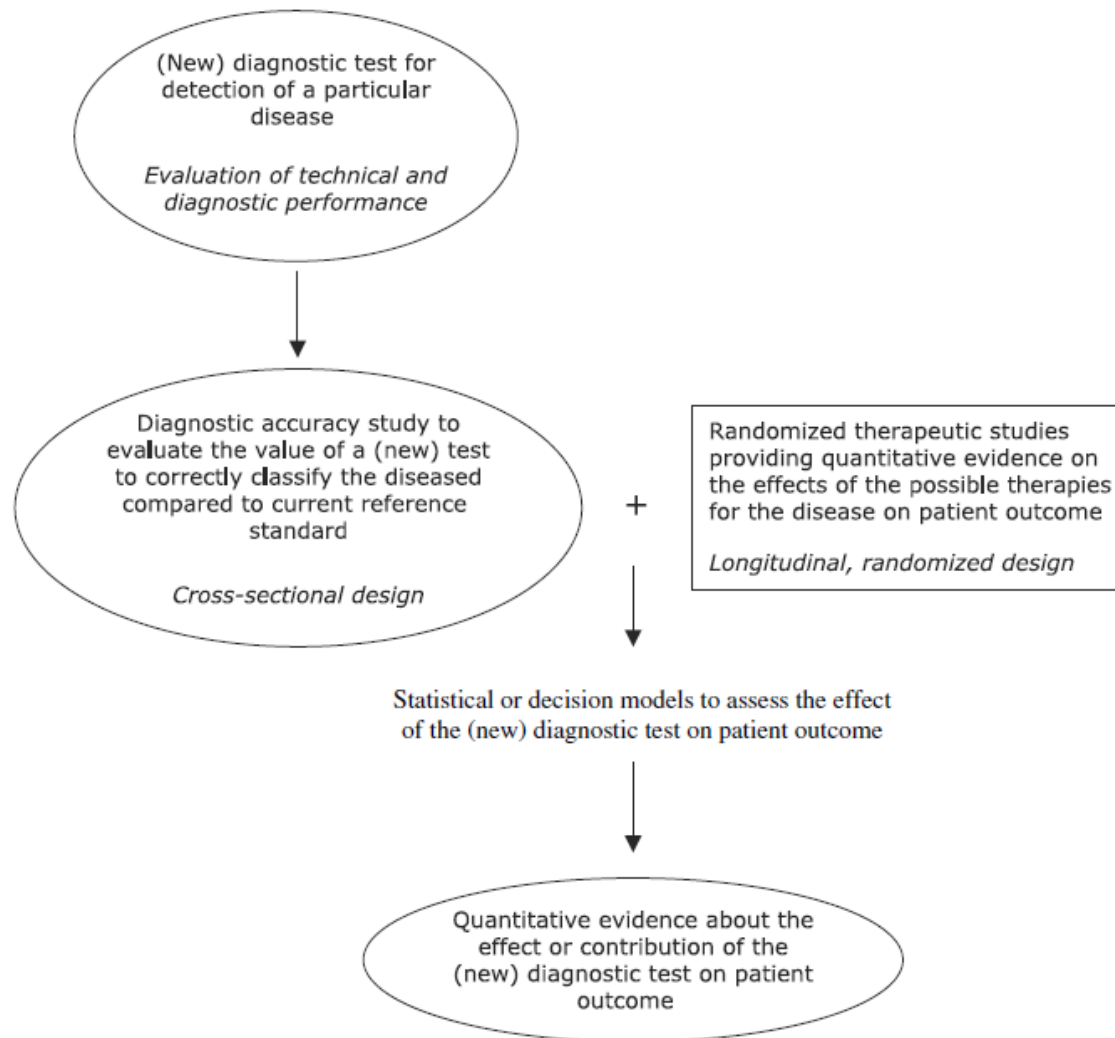 (New) diagnostic test for
detection of a particular
disease
Evaluation of technical and
diagnostic performance
Diagnostic accuracy study to
evaluate the value of a (new) test
to correctly classify the diseased
compared to current reference
standard
Cross-sectional design
+
Randomized therapeutic studies
providing quantitative evidence on
the effects of the possible therapies
for the disease on patient outcome
Longitudinal, randomized design
Statistical or decision models to assess the effect
of the (new) diagnostic test on patient outcome
Quantitative evidence about the
effect or contribution of the
(new) diagnostic test on patient
outcome